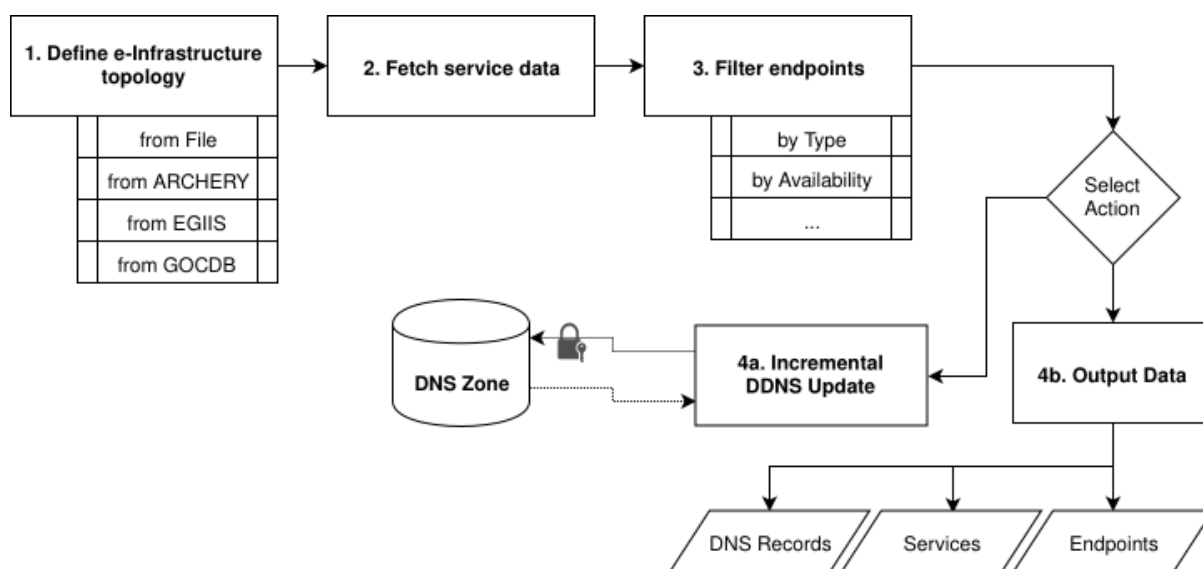 1. Define e-Infrastructure
topology
from File
from ARCHERY
from EGIIS
from GOCDB
2. Fetch service data
3. Filter endpoints
by Type
by Availability
...
Select
Action
DNS Zone
4a. Incremental
DDNS Update
4b. Output Data
DNS Records
Services
Endpoints